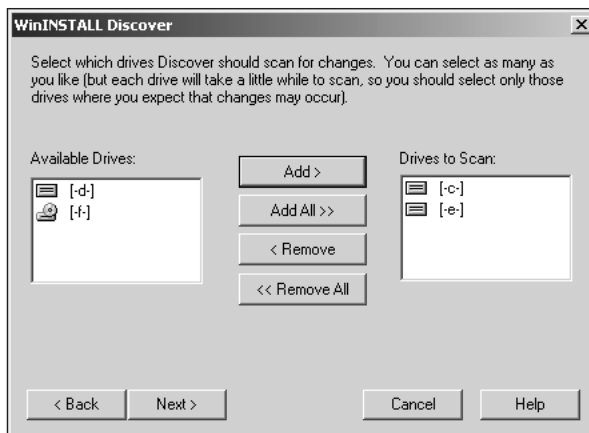 WinINSTALL Discover
Select which drives Discover should scan for changes. You can select as many as
you like (but each drive will take a little while to scan, so you should select only those
drives where you expect that changes may occur).
Available Drives:
[-d-]
[-f-]
Add >
Add All >>
< Remove
<< Remove All
Drives to Scan:
[-c-]
[-e-]
< Back
Next >
Cancel
Help